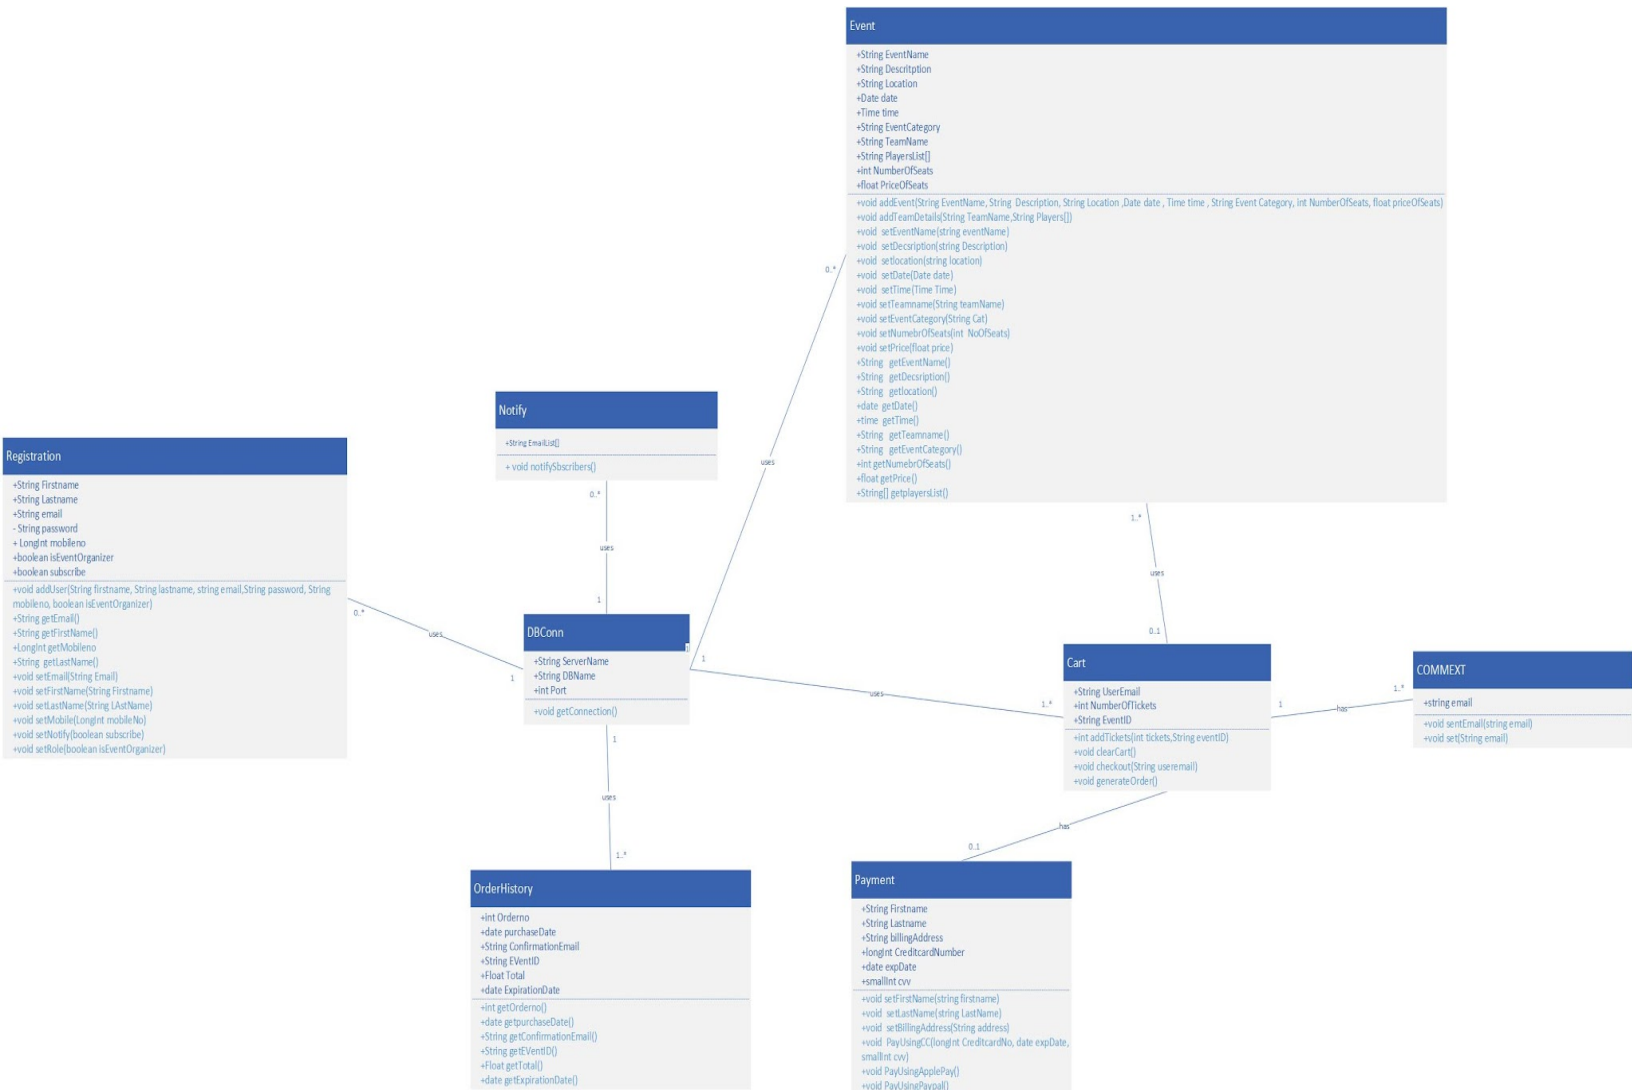 Event
+String EventName
+String Descritption
+String Location
+Date date
+Time time
+String EventCategory
+String TeamName
+String PlayersList[]
+int NumberOfSeats
+float PriceOfSeats
+void addEvent(String EventName, String Description, String Location ,Date date , Time time , String Event Category, int NumberOfSeats, float priceOfSeats)
+void addTeamDetails(String TeamName,String Players[])
+void setEventName(string eventName)
+void setDecsription(string Description)
+void setlocation(string location)
+void setDate(Date date)
+void setTime(Time Time)
+void setTeamname(String teamName)
+void setEventCategory(String Cat)
+void setNumebrOfSeats(int NoOfSeats)
+void setPrice(float price)
+String getEventName()
+String getDecsription()
+String getlocation()
+date getDate()
+time getTime()
+String getTeamname()
+String getEventCategory()
+int getNumebrOfSeats()
+float getPrice()
+String[] getplayersList()
0..*
uses
1
Notify
+String EmailList[]
+ void notifySbscribers()
0..*
uses
1
Registration
+String Firstname
+String Lastname
+String email
- String password
+ LongInt mobileno
+boolean isEventOrganizer
+boolean subscribe
+void addUser(String firstname, String lastname, string email,String password, String
mobileno, boolean isEventOrganizer)
+String getEmail()
+String getFirstName()
+LongInt getMobileno
+String getLastName()
+void setEmail(String Email)
+void setFirstName(String Firstname)
+void setLastName(String LAstName)
+void setMobile(LongInt mobileNo)
+void setNotify(boolean subscribe)
+void setRole(boolean isEventOrganizer)
0..*
uses
1
DBConn
1
+String ServerName
+String DBName
+int Port
+void getConnection()
uses
1..*
1..*
uses
0..1
Cart
+String UserEmail
+int NumberOfTickets
+String EventID
+int addTickets(int tickets,String eventID)
+void clearCart()
+void checkout(String useremail)
+void generateOrder()
1
has
1..*
COMMEXT
+string email
+void sentEmail(string email)
+void set(String email)
1
uses
1..*
OrderHistory
+int Orderno
+date purchaseDate
+String ConfirmationEmail
+String EVentID
+Float Total
+date ExpirationDate
+int getOrderno()
+date getpurchaseDate()
+String getConfirmationEmail()
+String getEVentID()
+Float getTotal()
+date getExpirationDate()
has
0..1
Payment
+String Firstname
+String Lastname
+String billingAddress
+longInt CreditcardNumber
+date expDate
+smallInt cvv
+void setFirstName(string firstname)
+void setLastName(string LastName)
+void setBillingAddress(String address)
+void PayUsingCC(longInt CreditcardNo, date expDate,
smallInt cvv)
+void PayUsingApplePay()
+void PayUsingPaypal()